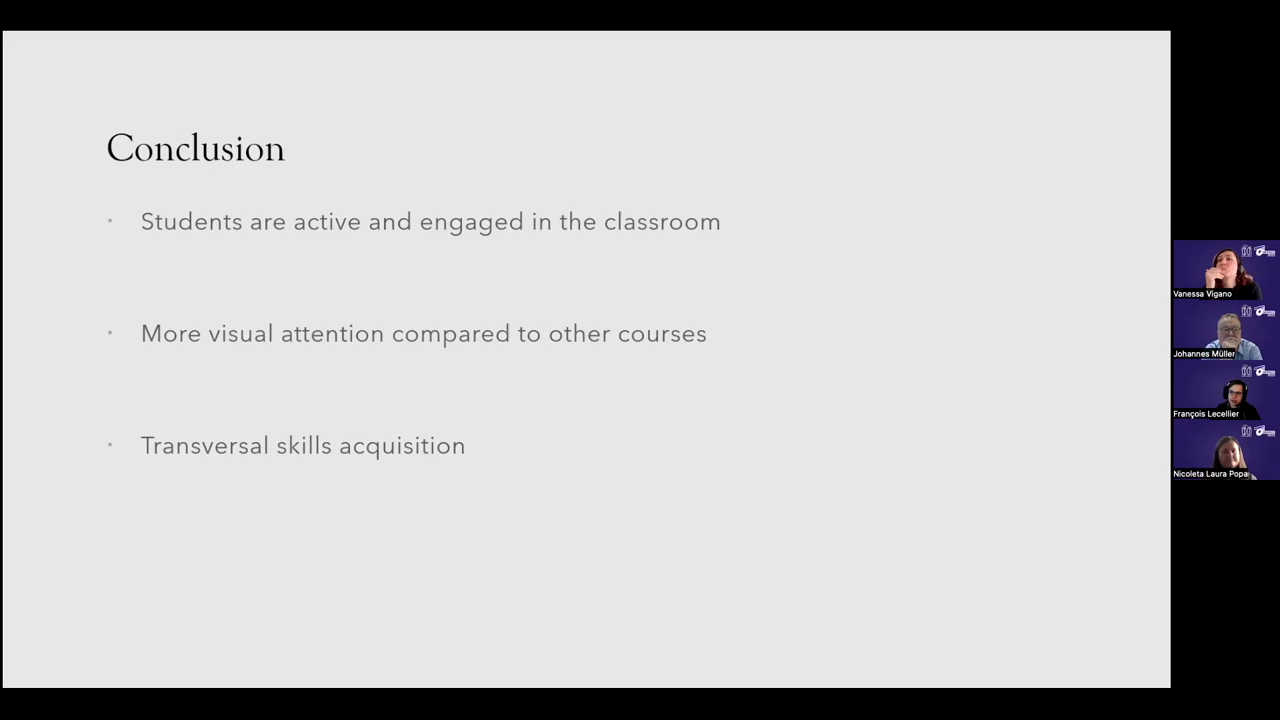 Conclusion
• Students are active and engaged in the classroom
• More visual attention compared to other courses
• Transversal skills acquisition
Vanessa Vigano
Johannes Müller
François Lecellier
Nicoleta Laura Popa